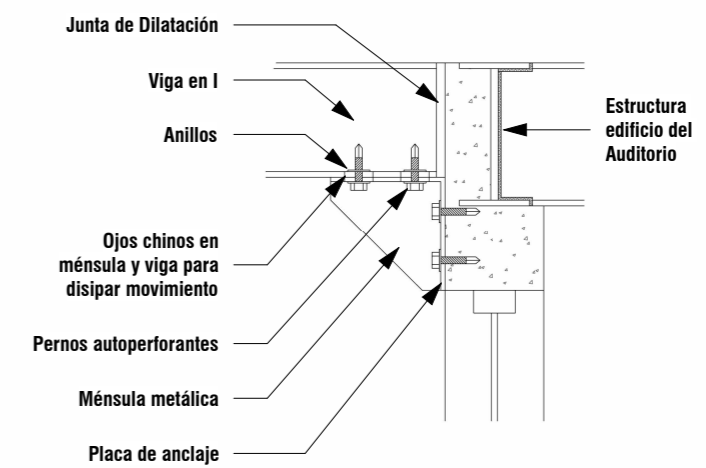 Junta de Dilatación
Viga en I
Anillos
Estructura
edificio del
Auditorio
Ojos chinos en
ménsula y viga para
disipar movimiento
Pernos autoperforantes
Ménsula metálica
Placa de anclaje